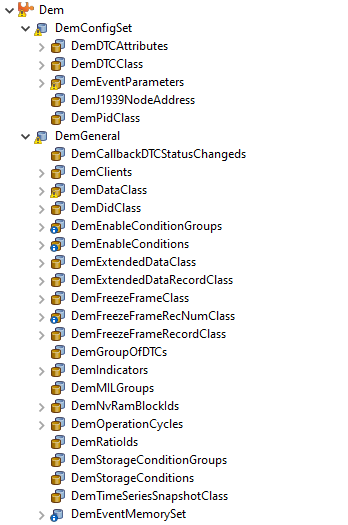 Dem
DemConfigSet
DemDTCAttributes
DemDTCClass
DemEventParameters
DemJ1939NodeAddress
DemPidClass
DemGeneral
DemCallbackDTCStatusChangeds
DemClients
DemDataClass
DemDidClass
DemEnableConditionGroups
DemEnableConditions
DemExtendedDataClass
DemExtendedDataRecordClass
DemFreezeFrameClass
DemFreezeFrameRecNumClass
DemFreezeFrameRecordClass
DemGroupOfDTCs
DemIndicators
DemMILGroups
DemNvRamBlockIds
DemOperationCycles
DemRatioIds
DemStorageConditionGroups
DemStorageConditions
DemTimeSeriesSnapshotClass
DemEventMemorySet